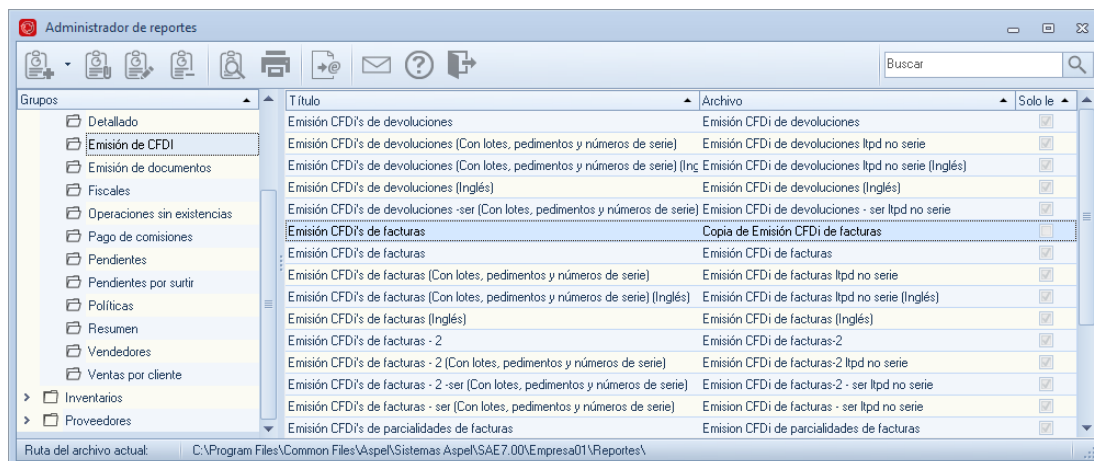 Administrador de reportes
Buscar
Grupos
Título Archivo Solo le
Detallado
Emisión de CFDI
Emisión de documentos
Fiscales
Operaciones sin existencias
Pago de comisiones
Pendientes
Pendientes por surtir
Políticas
Resumen
Vendedores
Ventas por cliente
Inventarios
Proveedores
Emisión CFDi's de devoluciones Emisión CFDi de devoluciones
Emisión CFDi's de devoluciones (Con lotes, pedimentos y números de serie) Emisión CFDi de devoluciones ltpd no serie
Emisión CFDi's de devoluciones (Con lotes, pedimentos y números de serie) (Ing Emisión CFDi de devoluciones ltpd no serie (Inglés)
Emisión CFDi's de devoluciones (Inglés) Emisión CFDi de devoluciones (Inglés)
Emisión CFDi's de devoluciones -ser (Con lotes, pedimentos y números de serie) Emision CFDi de devoluciones - ser ltpd no serie
Emisión CFDi's de facturas Copia de Emisión CFDi de facturas
Emisión CFDi's de facturas Emisión CFDi de facturas
Emisión CFDi's de facturas (Con lotes, pedimentos y números de serie) Emisión CFDi de facturas ltpd no serie
Emisión CFDi's de facturas (Con lotes, pedimentos y números de serie) (Inglés) Emisión CFDi de facturas ltpd no serie (Inglés)
Emisión CFDi's de facturas (Inglés) Emisión CFDi de facturas (Inglés)
Emisión CFDi's de facturas - 2 Emisión CFDi de facturas-2
Emisión CFDi's de facturas - 2 (Con lotes, pedimentos y números de serie) Emisión CFDi de facturas-2 ltpd no serie
Emisión CFDi's de facturas - 2 -ser (Con lotes, pedimentos y números de serie) Emision CFDi de facturas-2 - ser ltpd no serie
Emisión CFDi's de facturas - ser (Con lotes, pedimentos y números de serie) Emision CFDi de facturas - ser ltpd no serie
Emisión CFDi's de parcialidades de facturas Emision CFDi de parcialidades de facturas
Ruta del archivo actual: C:\Program Files\Common Files\Aspel\Sistemas Aspel\SAE7.00\Empresa01\Reportes\